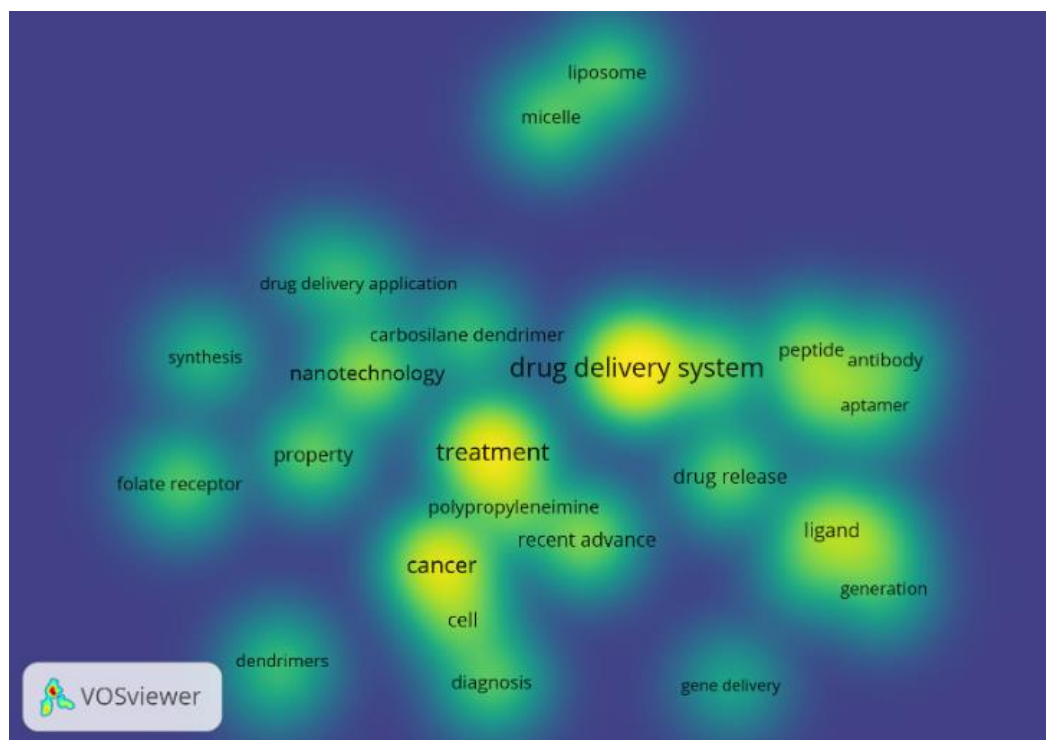 liposome
micelle
drug delivery application
carbosilane dendrimer
synthesis
nanotechnology
drug delivery system
peptide
antibody
aptamer
treatment
property
folate receptor
drug release
polypropyleneimine
recent advance
ligand
cancer
generation
cell
dendrimers
diagnosis
gene delivery
VOSviewer